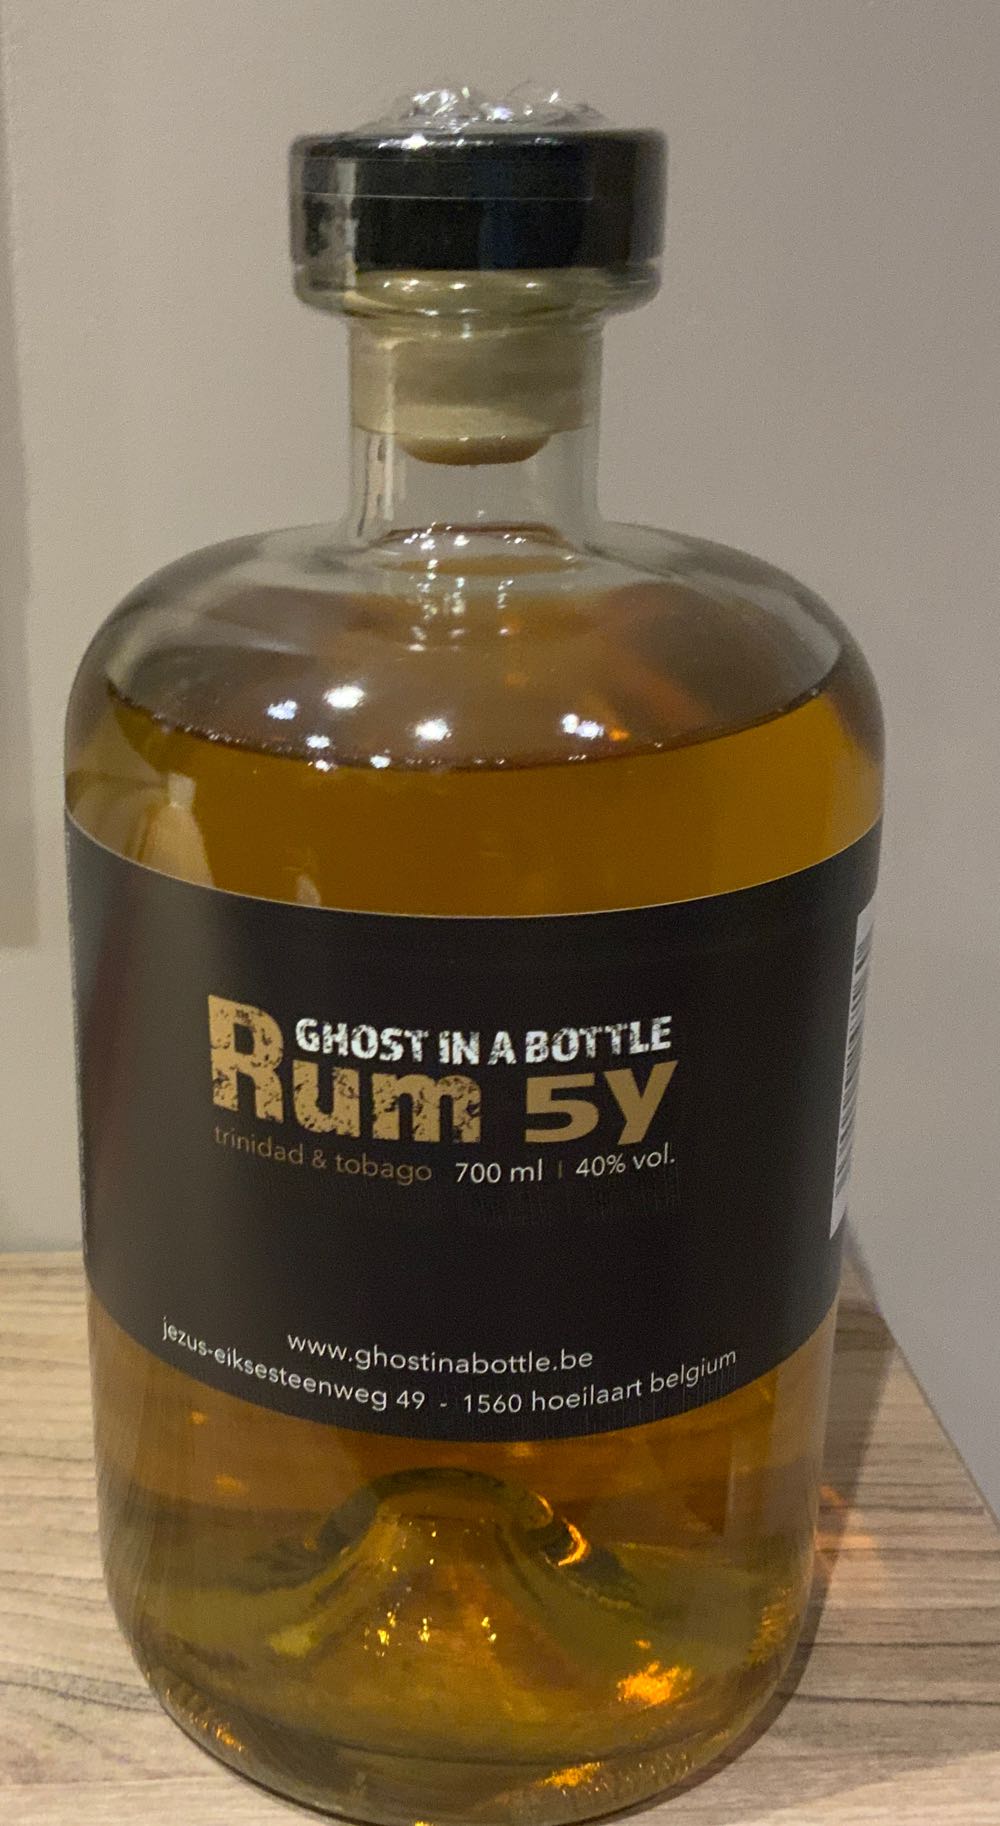 GHOST IN A BOTTLE
Rum 5y
trinidad & tobago 700 ml | 40% vol.
www.ghostinabottle.be
jezus-eiksesteenweg 49 - 1560 hoeilaart belgium